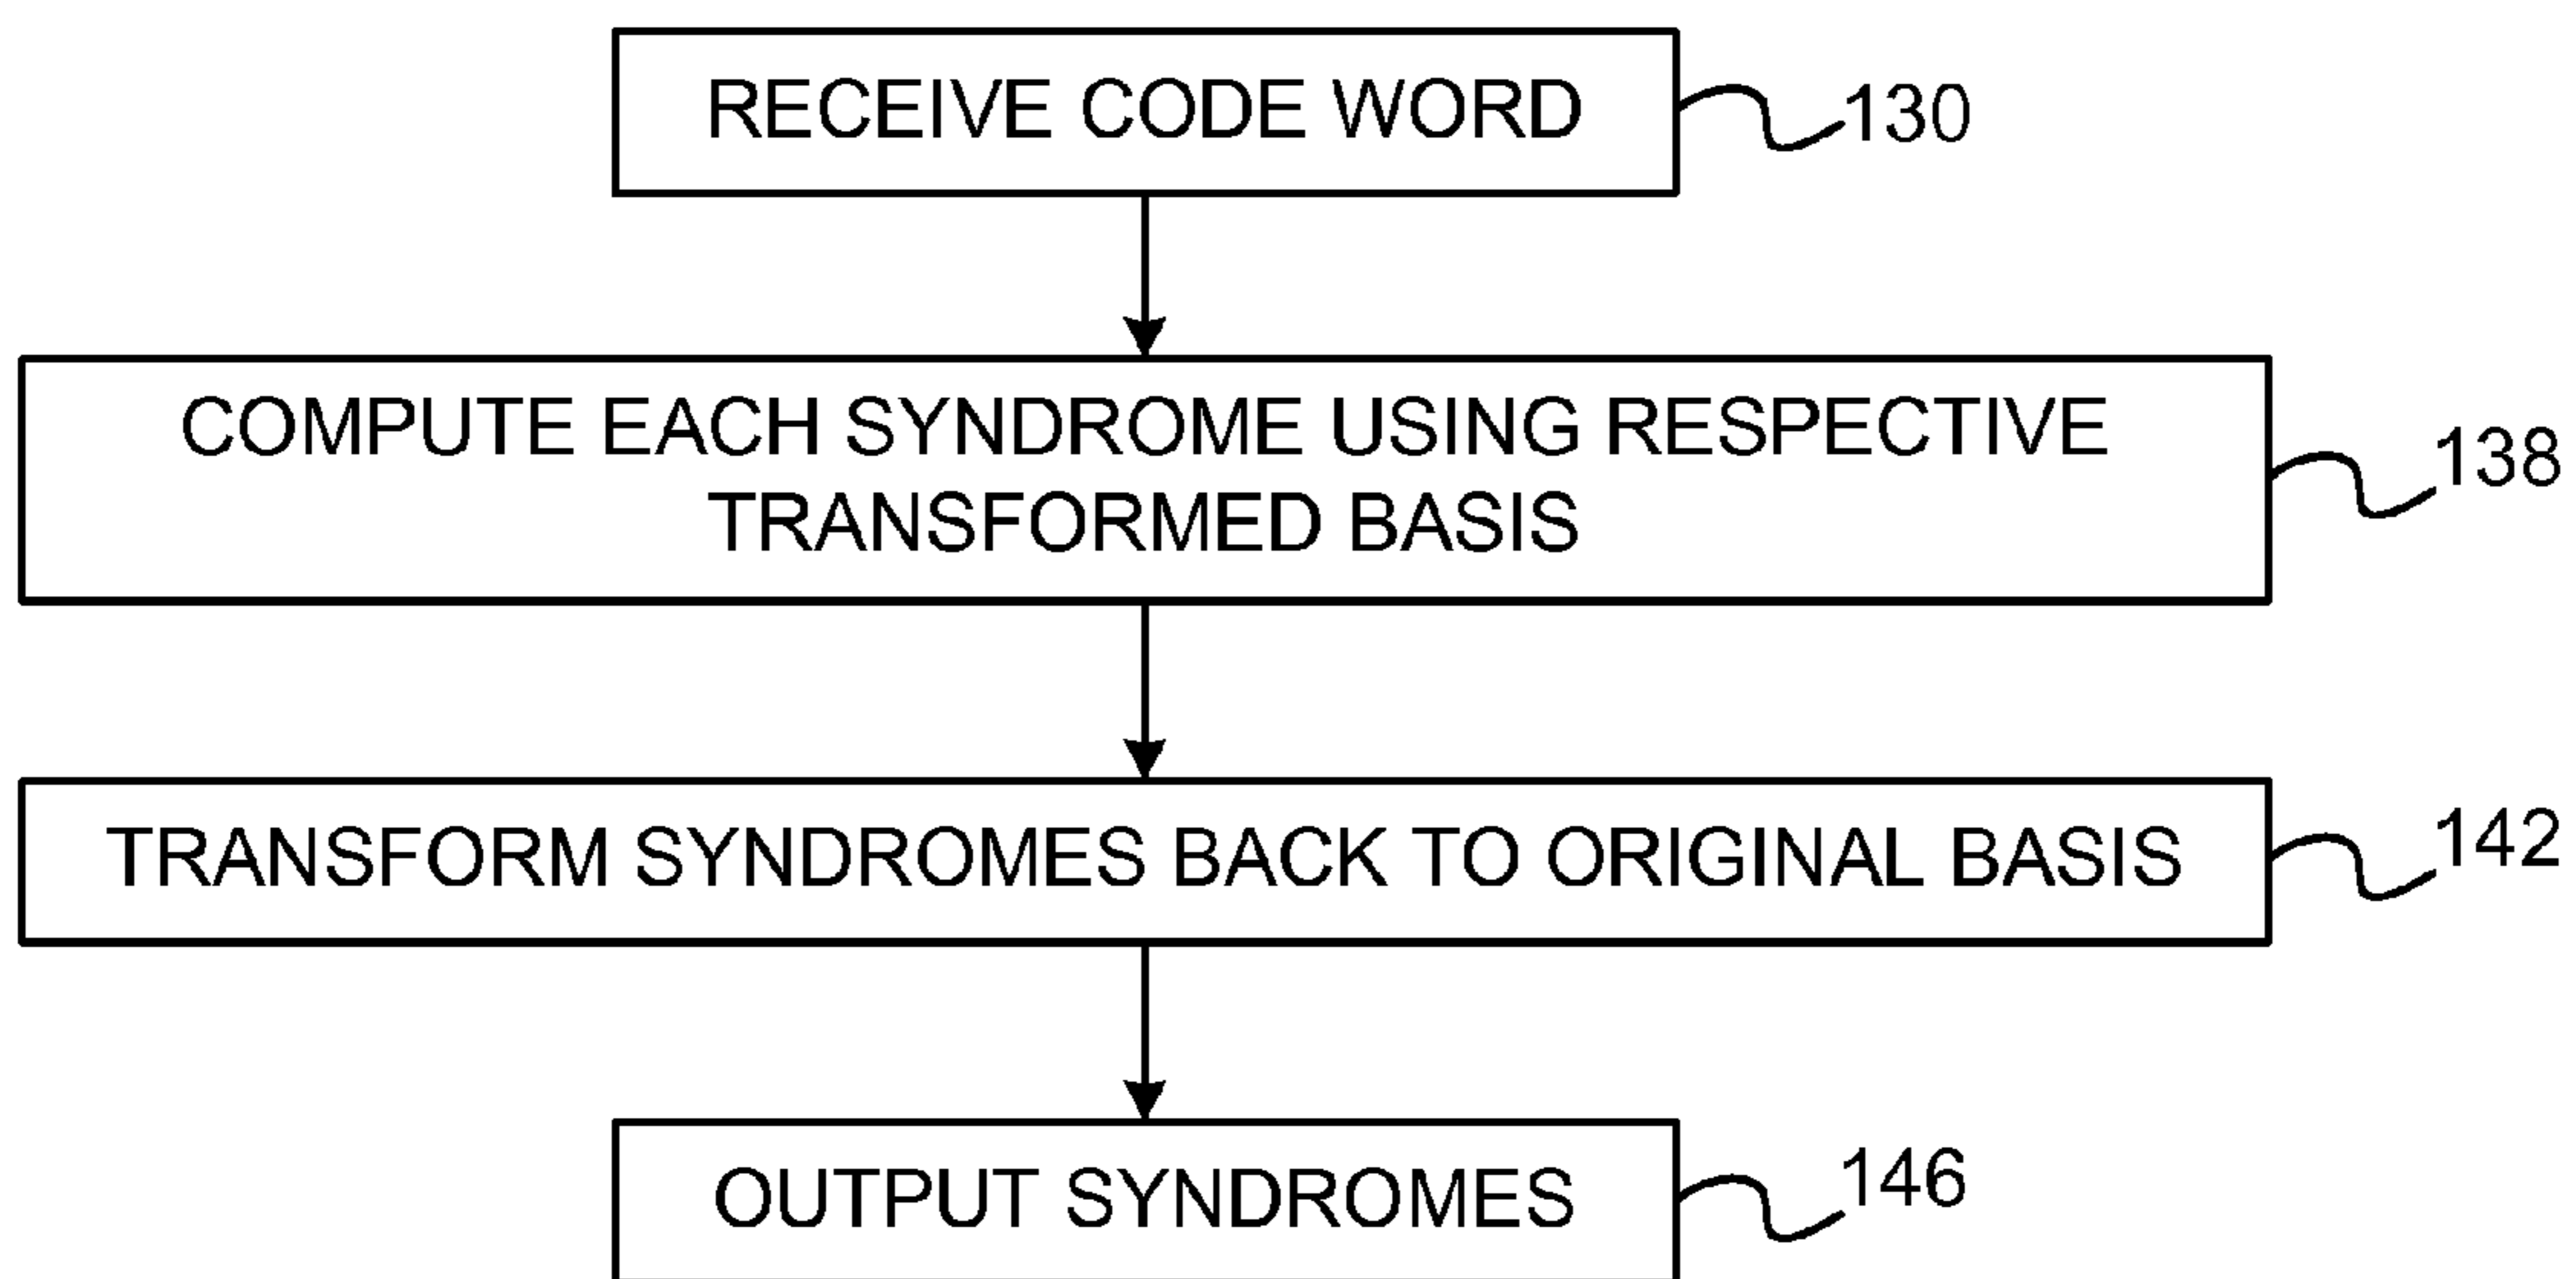 RECEIVE CODE WORD
130
COMPUTE EACH SYNDROME USING RESPECTIVE
TRANSFORMED BASIS
138
TRANSFORM SYNDROMES BACK TO ORIGINAL BASIS
142
OUTPUT SYNDROMES
146